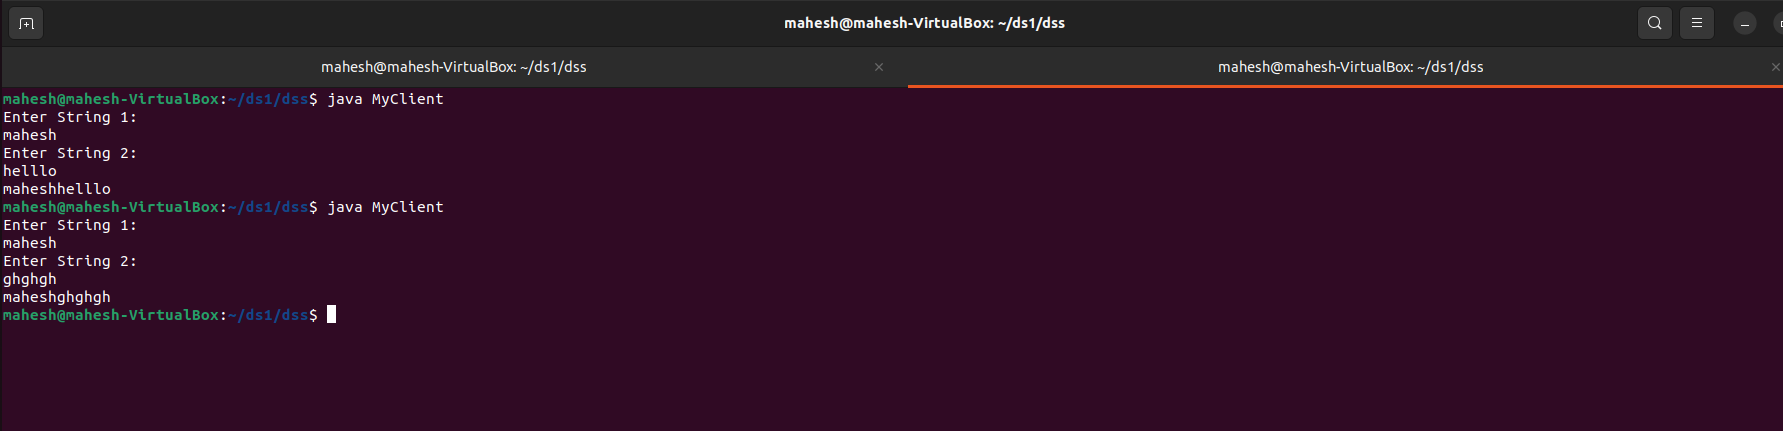 mahesh@mahesh-VirtualBox: ~/ds1/dss
mahesh@mahesh-VirtualBox: ~/ds1/dss
mahesh@mahesh-VirtualBox: ~/ds1/dss
mahesh@mahesh-VirtualBox:~/ds1/dss$ java MyClient
Enter String 1:
mahesh
Enter String 2:
helllo
maheshhelllo
mahesh@mahesh-VirtualBox:~/ds1/dss$ java MyClient
Enter String 1:
mahesh
Enter String 2:
ghghgh
maheshghghgh
mahesh@mahesh-VirtualBox:~/ds1/dss$